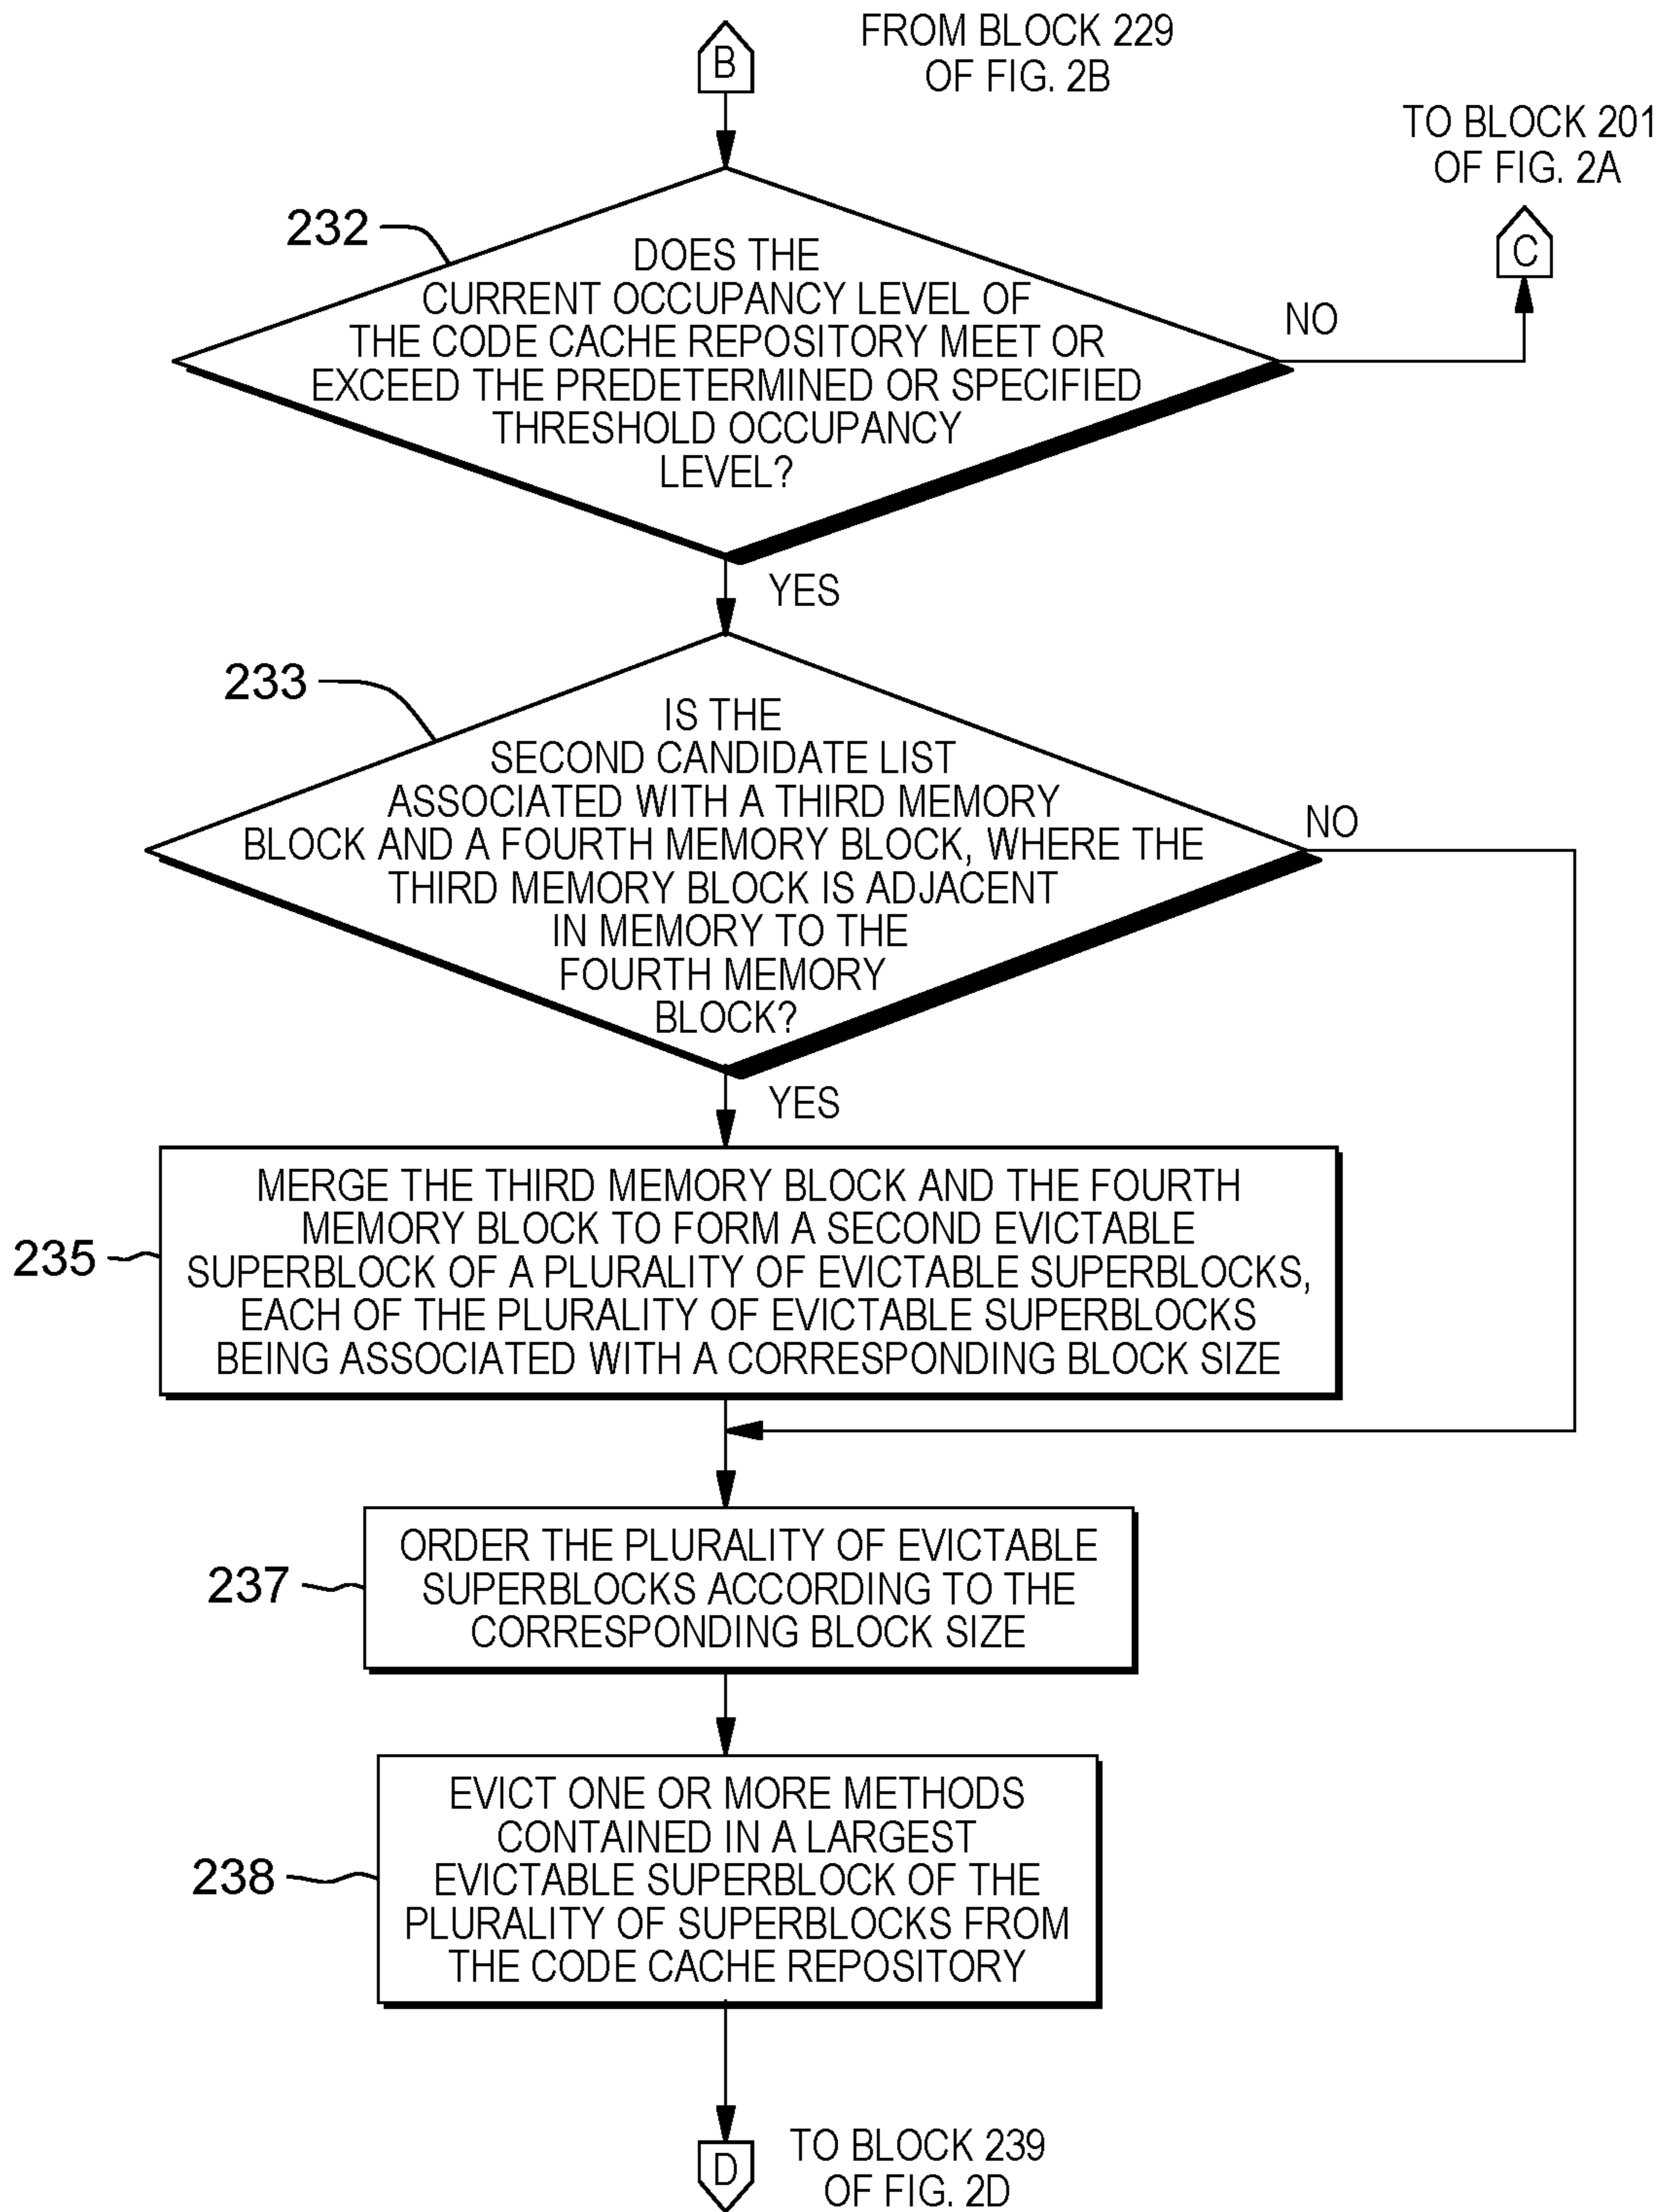 B
FROM BLOCK 229
OF FIG. 2B
TO BLOCK 201
OF FIG. 2A
C
232
DOES THE
CURRENT OCCUPANCY LEVEL OF
THE CODE CACHE REPOSITORY MEET OR
EXCEED THE PREDETERMINED OR SPECIFIED
THRESHOLD OCCUPANCY
LEVEL?
NO
YES
233
IS THE
SECOND CANDIDATE LIST
ASSOCIATED WITH A THIRD MEMORY
BLOCK AND A FOURTH MEMORY BLOCK, WHERE THE
THIRD MEMORY BLOCK IS ADJACENT
IN MEMORY TO THE
FOURTH MEMORY
BLOCK?
NO
YES
235
MERGE THE THIRD MEMORY BLOCK AND THE FOURTH
MEMORY BLOCK TO FORM A SECOND EVICTABLE
SUPERBLOCK OF A PLURALITY OF EVICTABLE SUPERBLOCKS,
EACH OF THE PLURALITY OF EVICTABLE SUPERBLOCKS
BEING ASSOCIATED WITH A CORRESPONDING BLOCK SIZE
237
ORDER THE PLURALITY OF EVICTABLE
SUPERBLOCKS ACCORDING TO THE
CORRESPONDING BLOCK SIZE
238
EVICT ONE OR MORE METHODS
CONTAINED IN A LARGEST
EVICTABLE SUPERBLOCK OF THE
PLURALITY OF SUPERBLOCKS FROM
THE CODE CACHE REPOSITORY
D
TO BLOCK 239
OF FIG. 2D